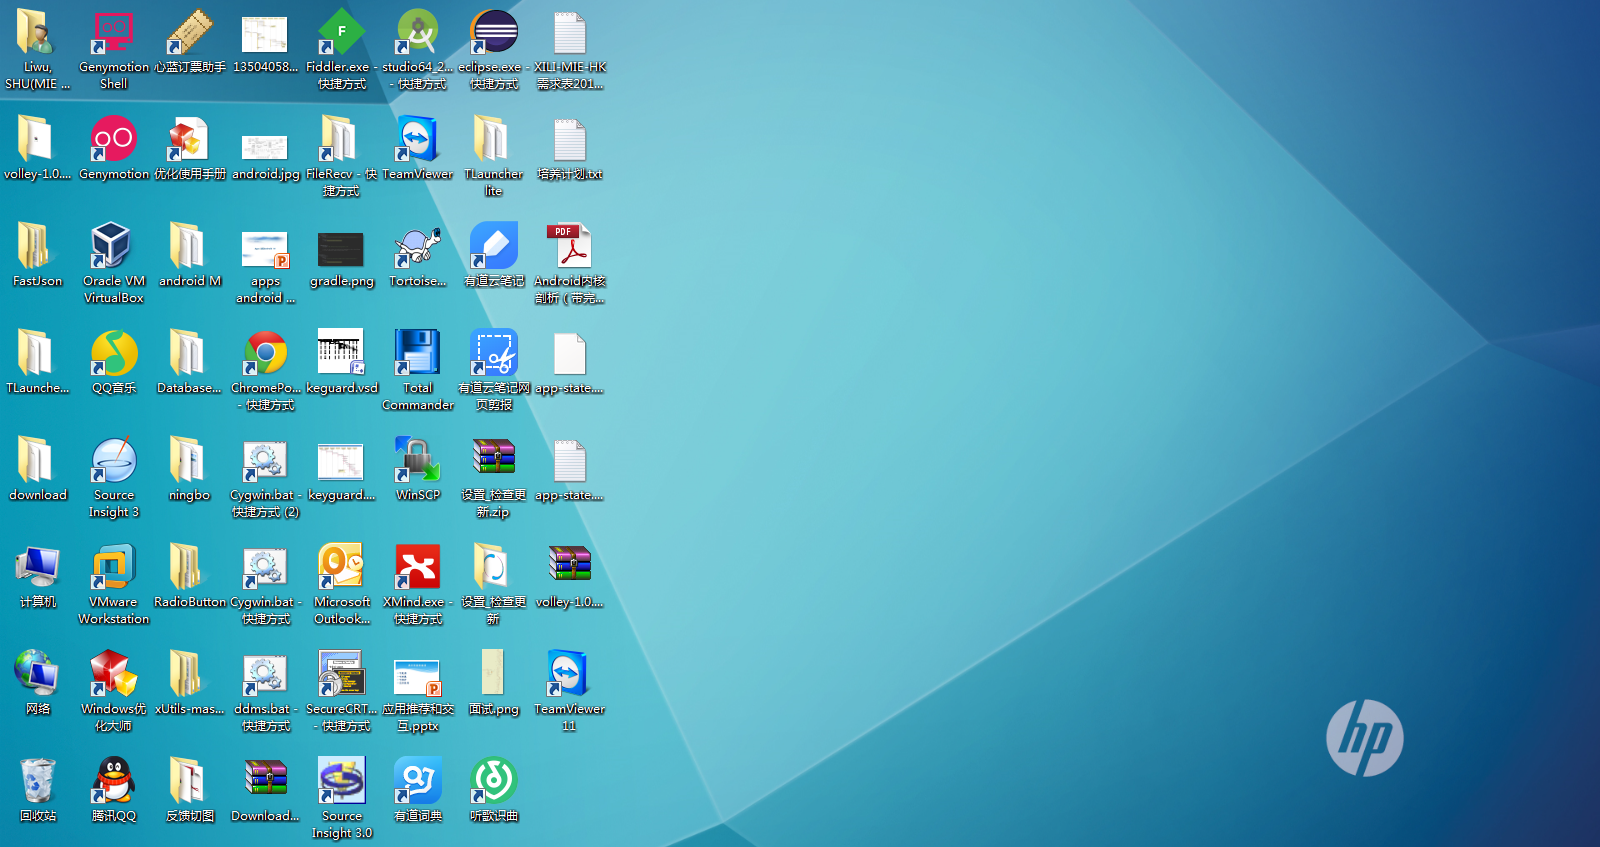 Liwu,
SHU(MIE ...
Genymotion
Shell
心蓝订票助手
13504058...
Fiddler.exe -
快捷方式
studio64_2...
- 快捷方式
eclipse.exe -
快捷方式
XILI-MIE-HK
需求表201...
volley-1.0....
Genymotion
优化使用手册
android.jpg
FileRecv - 快
捷方式
TeamViewer
TLauncher
lite
培养计划.txt
FastJson
Oracle VM
VirtualBox
android M
apps
android ...
gradle.png
Tortoise...
有道云笔记
PDF
Android内核
剖析（带完...
TLaunche...
QQ音乐
Database...
ChromePo...
- 快捷方式
keguard.vsd
Total
Commander
有道云笔记网
页剪报
app-state....
download
Source
Insight 3
ningbo
Cygwin.bat -
快捷方式 (2)
keyguard....
WinSCP
设置_检查更
新.zip
app-state....
计算机
VMware
Workstation
RadioButton
Cygwin.bat -
快捷方式
Microsoft
Outlook...
XMind.exe -
快捷方式
设置_检查更
新
volley-1.0....
网络
Windows优
化大师
xUtils-mas...
ddms.bat -
快捷方式
SecureCRT...
- 快捷方式
应用推荐和交
互.pptx
面试.png
TeamViewer
11
hp
回收站
腾讯QQ
反馈切图
Download...
Source
Insight 3.0
有道词典
听歌识曲